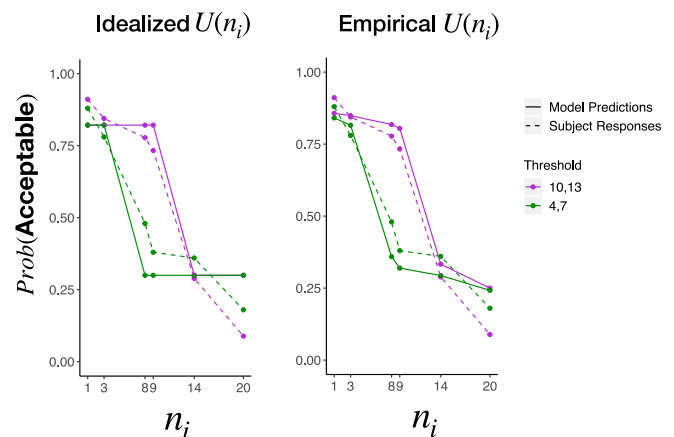 Idealized U(n_i)
Empirical U(n_i)
Prob(Acceptable)
1.00
0.75
0.50
0.25
0.00
1 3 8 9 14 20
n_i
1.00
0.75
0.50
0.25
0.00
1 3 8 9 14 20
n_i
Model Predictions
Subject Responses
Threshold
10,13
4,7